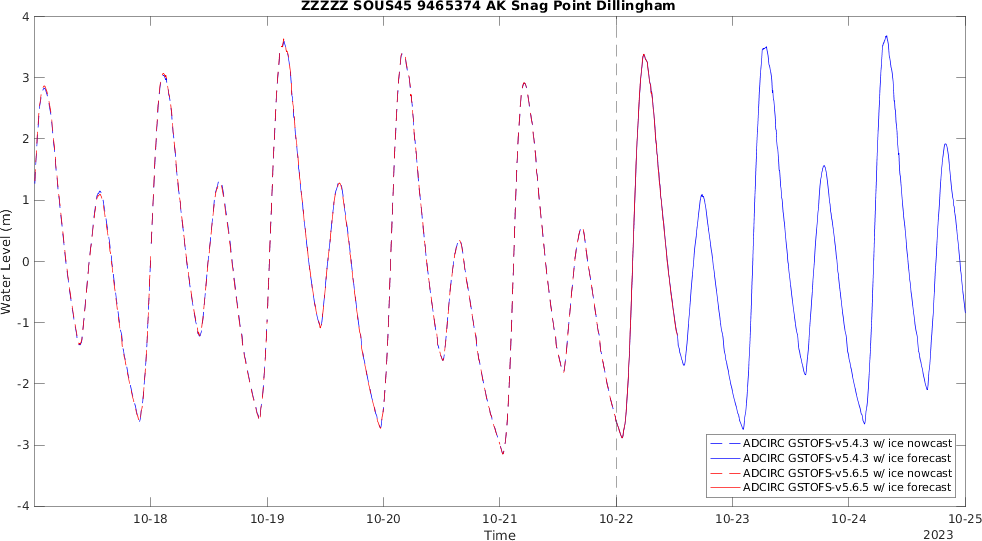 ZZZZZ SOUS45 9465374 AK Snag Point Dillingham
4
3
2
1
0
-1
-2
-3
-4
Water Level (m)
10-18
10-19
10-20
10-21
10-22
10-23
10-24
10-25
Time
2023
ADCIRC GSTOFS-v5.4.3 w/ ice nowcast
ADCIRC GSTOFS-v5.4.3 w/ ice forecast
ADCIRC GSTOFS-v5.6.5 w/ ice nowcast
ADCIRC GSTOFS-v5.6.5 w/ ice forecast